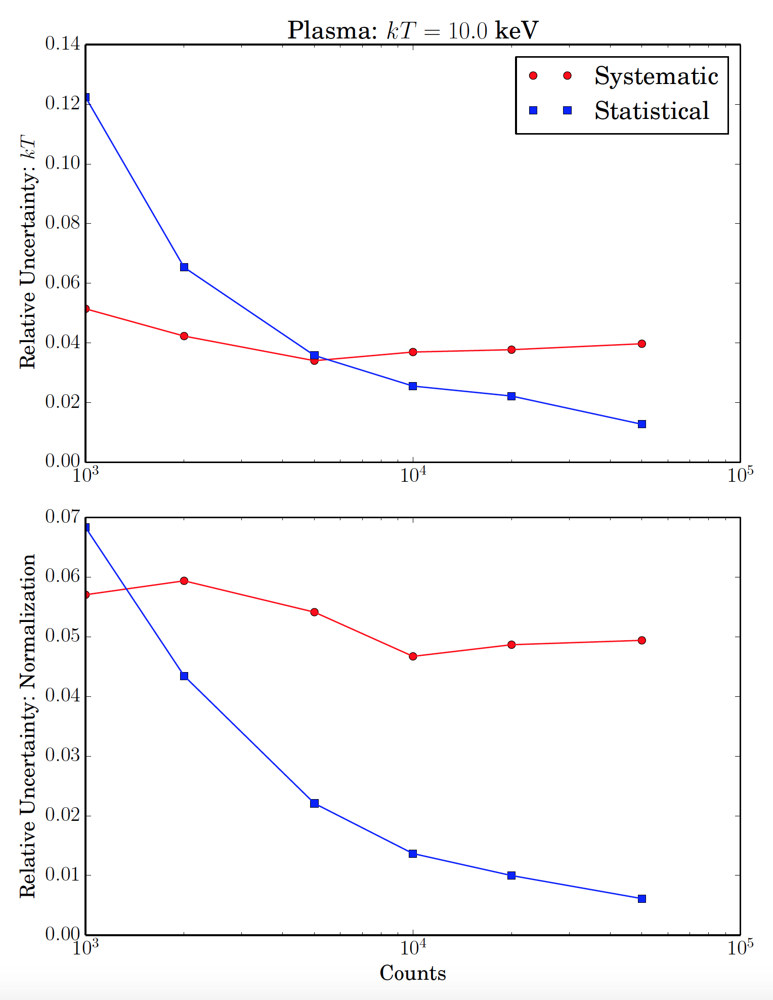 Plasma: kT = 10.0 keV
0.14
0.12
0.10
0.08
0.06
0.04
0.02
0.00
Relative Uncertainty: kT
Systematic
Statistical
10³ 10⁴ 10⁵
0.07
0.06
0.05
0.04
0.03
0.02
0.01
0.00
Relative Uncertainty: Normalization
10³ 10⁴ 10⁵
Counts